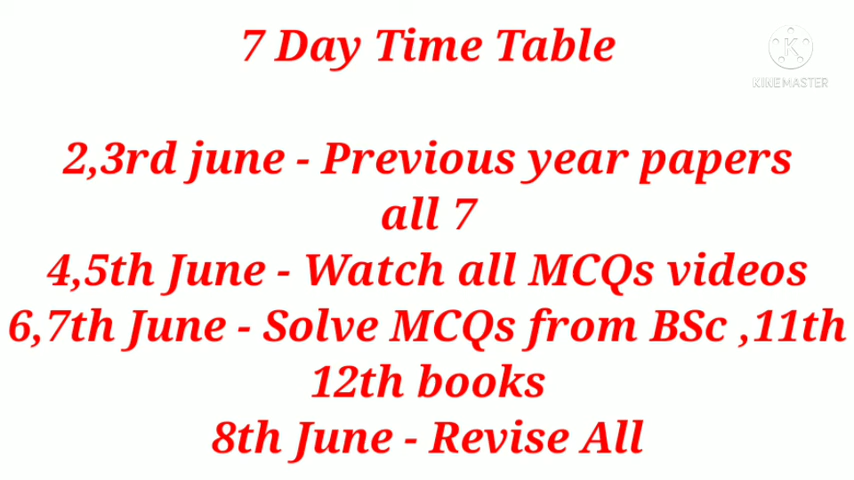 7 Day Time Table
K
KINEMASTER
2,3rd june - Previous year papers
all 7
4,5th June - Watch all MCQs videos
6,7th June - Solve MCQs from BSc ,11th
12th books
8th June - Revise All